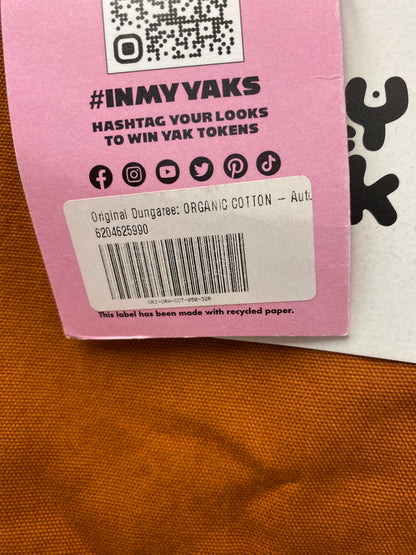 #INMYYAKS
HASHTAG YOUR LOOKS
TO WIN YAK TOKENS
Original Dungaree: ORGANIC COTTON – Autu
6204625990
This label has been made with recycled paper.